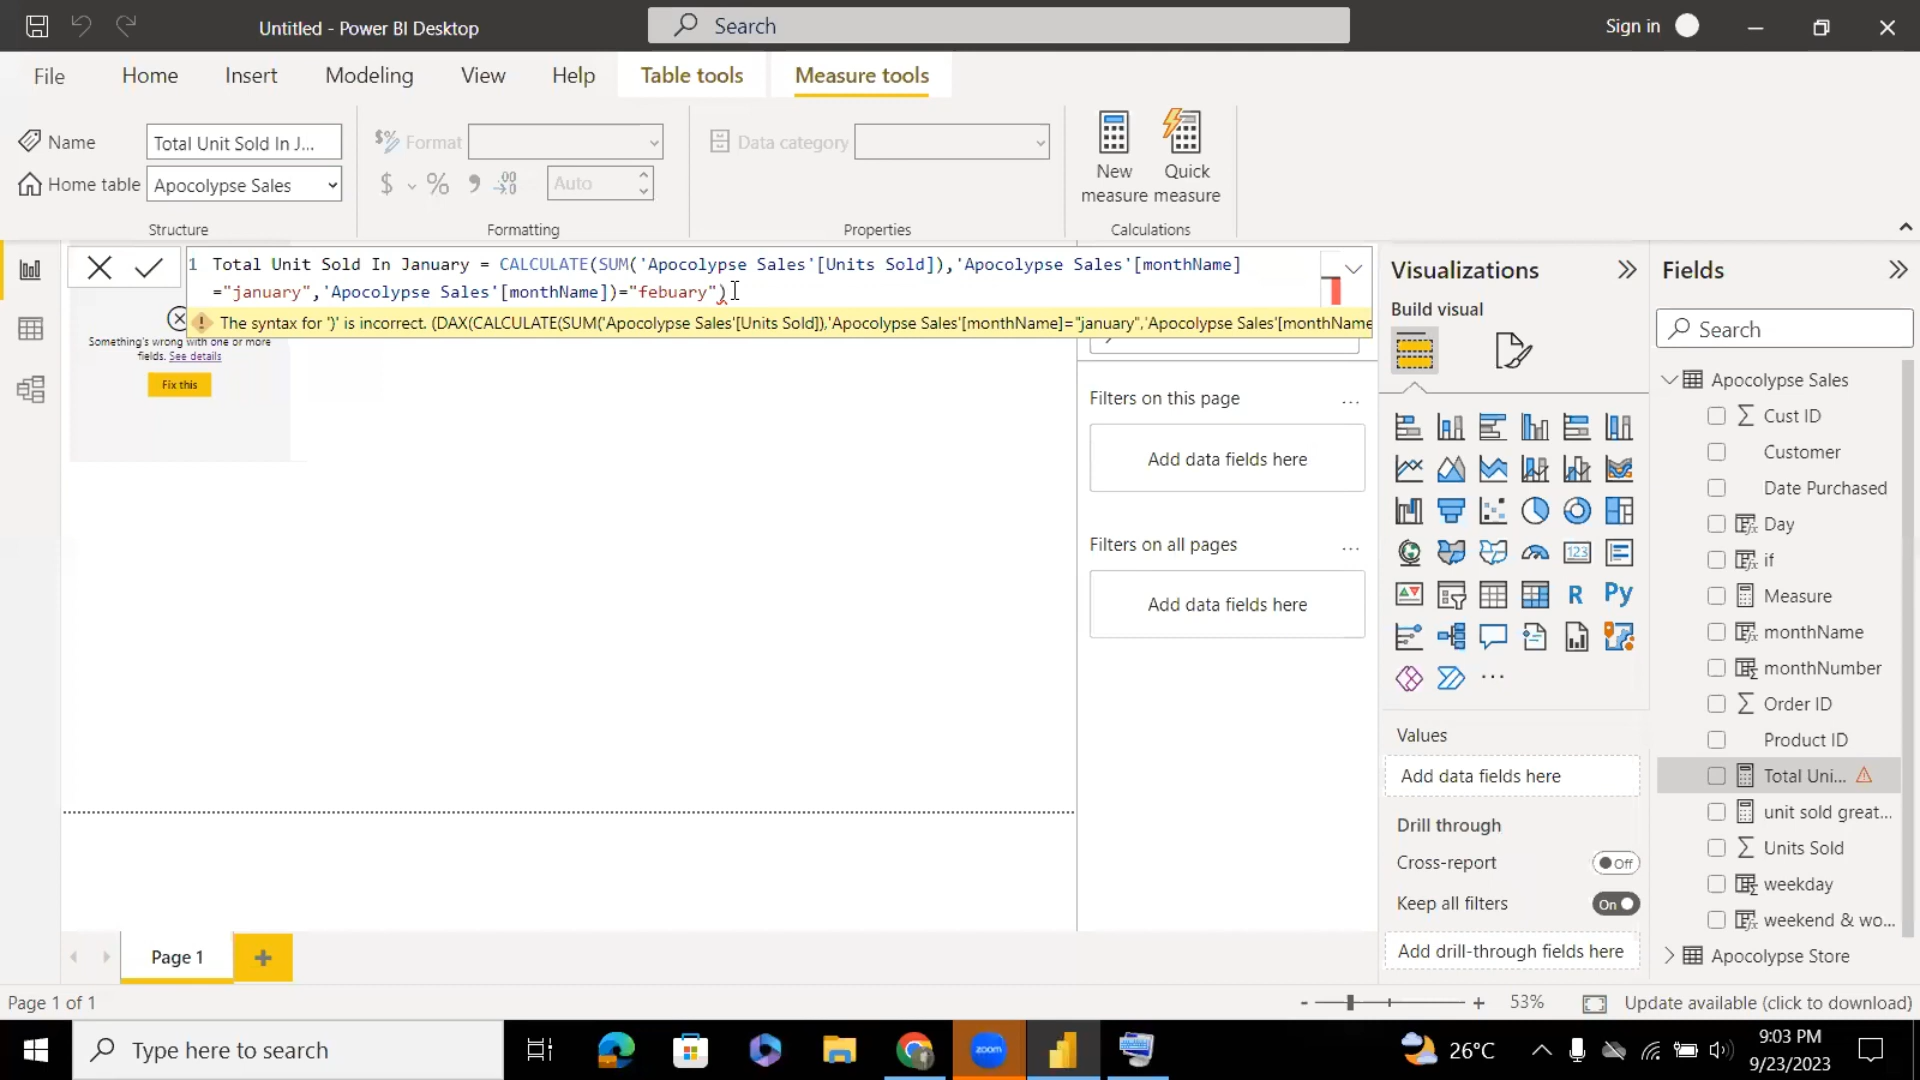 Untitled - Power BI Desktop
Search
Sign in
File
Home
Insert
Modeling
View
Help
Table tools
Measure tools
Name
Total Unit Sold In J...
Format
Data category
Home table
Apocolypse Sales
$ % 9 .00
Auto
New measure
Quick measure
Structure
Formatting
Properties
Calculations
1 Total Unit Sold In January = CALCULATE(SUM('Apocolypse Sales'[Units Sold]),'Apocolypse Sales'[monthName]
="january",'Apocolypse Sales'[monthName])="febuary")
The syntax for ')' is incorrect. (DAX(CALCULATE(SUM('Apocolypse Sales'[Units Sold]),'Apocolypse Sales'[monthName]="january",'Apocolypse Sales'[monthName
Something's wrong with one or more
fields. See details
Fix this
Filters on this page
...
Add data fields here
Filters on all pages
...
Add data fields here
Visualizations
Build visual
123
R
Py
...
Values
Add data fields here
Drill through
Cross-report
Off
Keep all filters
On
Add drill-through fields here
Fields
Search
Apocolypse Sales
Cust ID
Customer
Date Purchased
Day
if
Measure
monthName
monthNumber
Order ID
Product ID
Total Uni...
unit sold great...
Units Sold
weekday
weekend & wo...
Apocolypse Store
Page 1
+
Page 1 of 1
- + 53%
Update available (click to download)
Type here to search
zoom
26°C
9:03 PM
9/23/2023